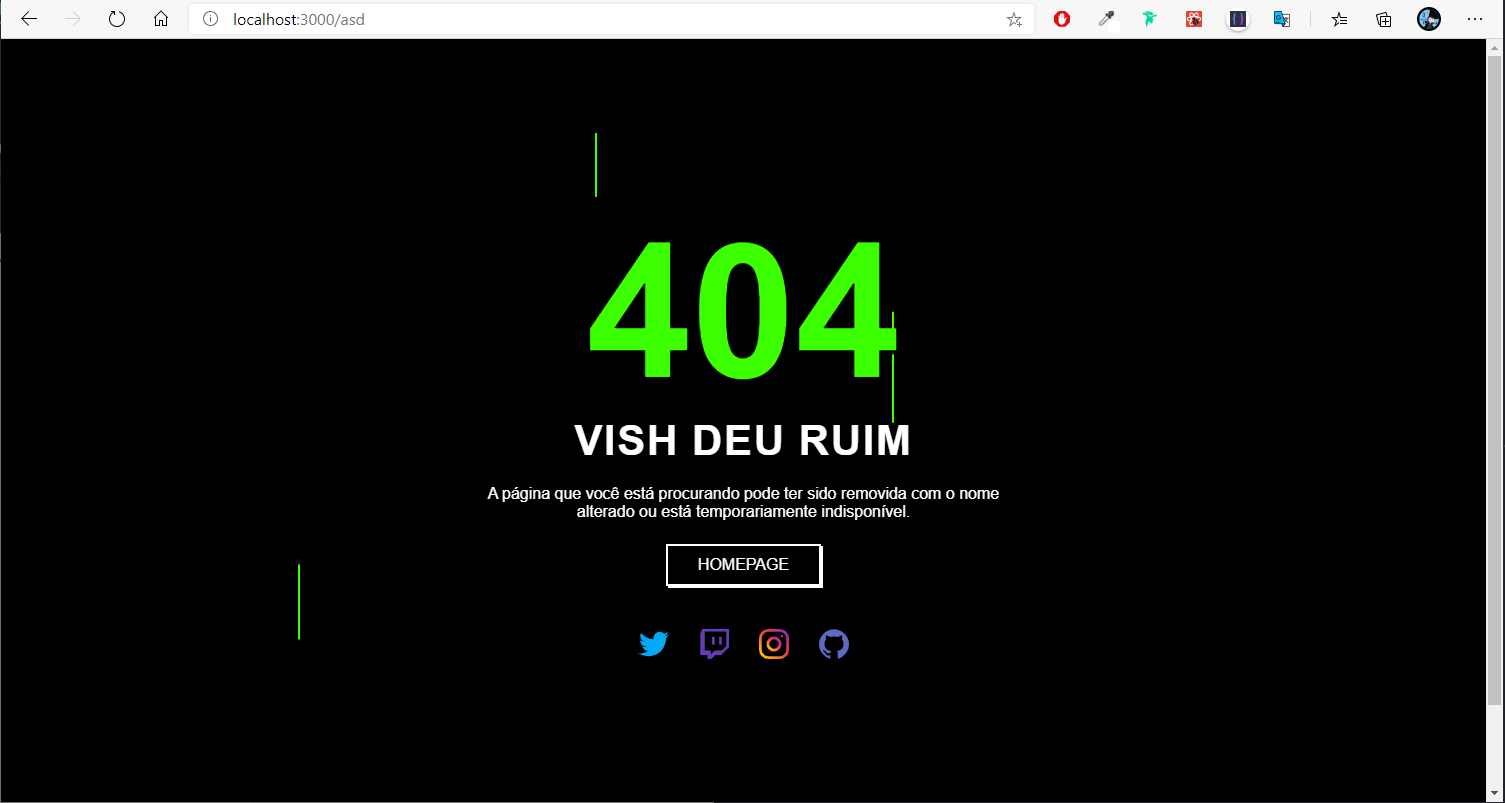 localhost:3000/asd
404
VISH DEU RUIM
A página que você está procurando pode ter sido removida com o nome
alterado ou está temporariamente indisponível.
HOMEPAGE